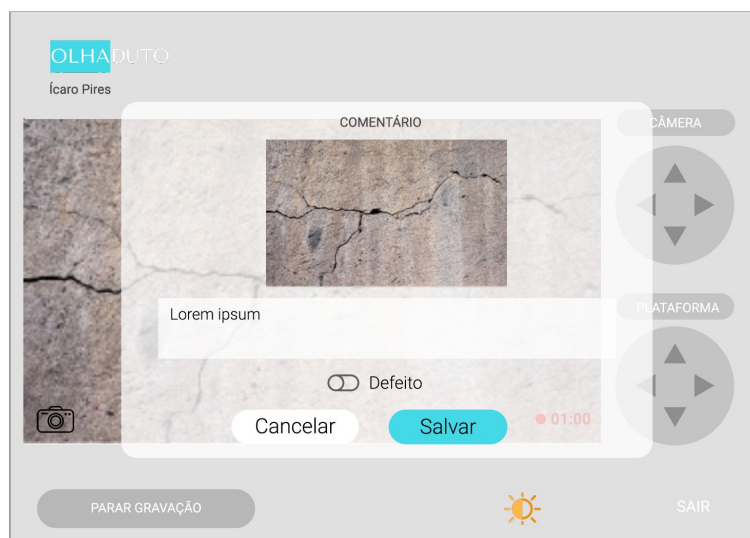 OLHADUTO
Ícaro Pires
COMENTÁRIO
CÂMERA
Lorem ipsum
PLATAFORMA
Defeito
Cancelar
Salvar
01:00
PARAR GRAVAÇÃO
SAIR